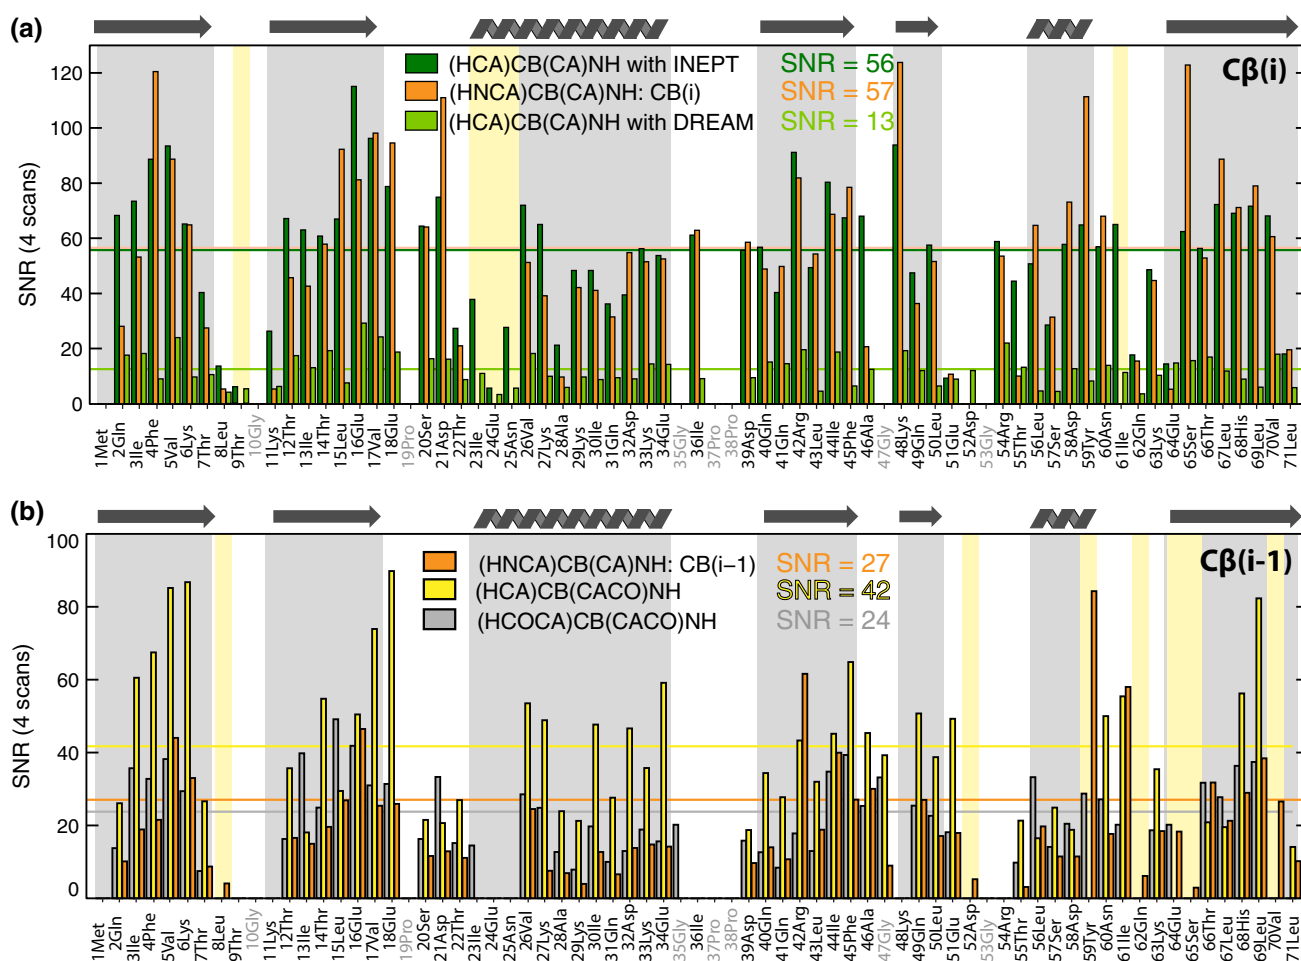 (a)
Cβ(i)
(HCA)CB(CA)NH with INEPT SNR = 56
(HNCA)CB(CA)NH: CB(i) SNR = 57
(HCA)CB(CA)NH with DREAM SNR = 13
SNR (4 scans)
120
100
80
60
40
20
0
1Met 2Gln 3Ile 4Phe 5Val 6Lys 7Thr 8Leu 9Thr 10Gly 11Lys 12Thr 13Ile 14Thr 15Leu 16Glu 17Val 18Glu 19Pro 20Ser 21Asp 22Thr 23Ile 24Glu 25Asn 26Val 27Lys 28Ala 29Lys 30Ile 31Gln 32Asp 33Lys 34Glu 35Gly 36Ile 37Pro 38Pro 39Asp 40Gln 41Gln 42Arg 43Leu 44Ile 45Phe 46Ala 47Gly 48Lys 49Gln 50Leu 51Glu 52Asp 53Gly 54Arg 55Thr 56Leu 57Ser 58Asp 59Tyr 60Asn 61Ile 62Gln 63Lys 64Glu 65Ser 66Thr 67Leu 68His 69Leu 70Val 71Leu
(b)
Cβ(i-1)
(HNCA)CB(CA)NH: CB(i−1) SNR = 27
(HCA)CB(CACO)NH SNR = 42
(HCOCA)CB(CACO)NH SNR = 24
SNR (4 scans)
100
80
60
40
20
0
1Met 2Gln 3Ile 4Phe 5Val 6Lys 7Thr 8Leu 9Thr 10Gly 11Lys 12Thr 13Ile 14Thr 15Leu 16Glu 17Val 18Glu 19Pro 20Ser 21Asp 22Thr 23Ile 24Glu 25Asn 26Val 27Lys 28Ala 29Lys 30Ile 31Gln 32Asp 33Lys 34Glu 35Gly 36Ile 37Pro 38Pro 39Asp 40Gln 41Gln 42Arg 43Leu 44Ile 45Phe 46Ala 47Gly 48Lys 49Gln 50Leu 51Glu 52Asp 53Gly 54Arg 55Thr 56Leu 57Ser 58Asp 59Tyr 60Asn 61Ile 62Gln 63Lys 64Glu 65Ser 66Thr 67Leu 68His 69Leu 70Val 71Leu